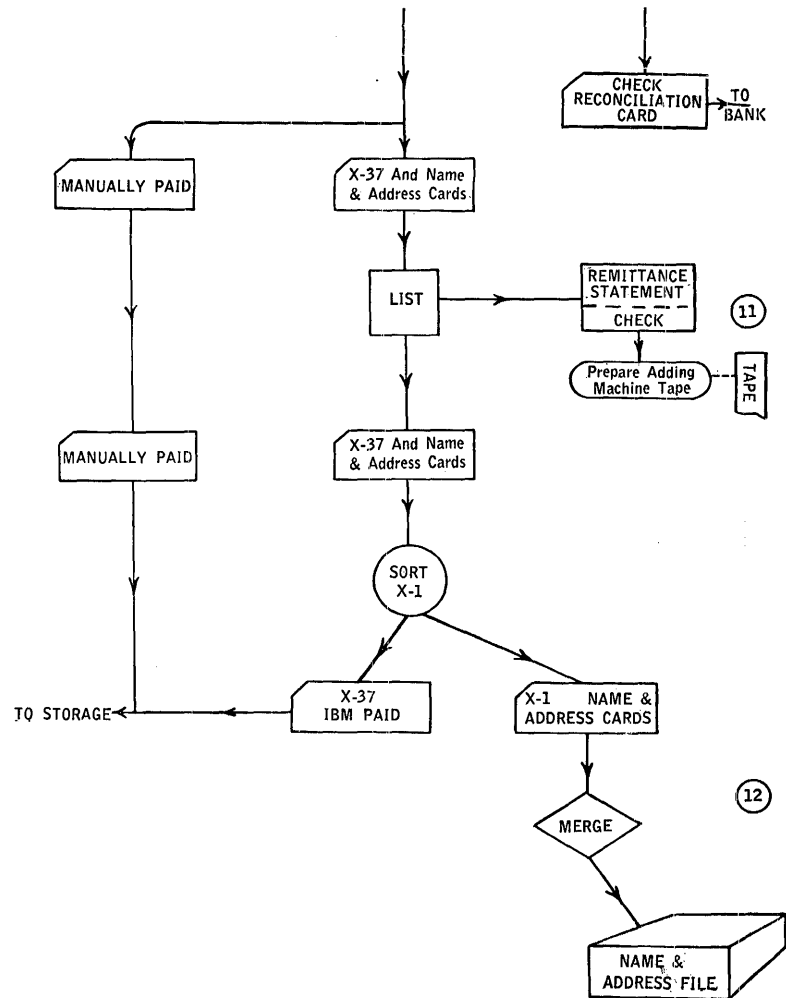 CHECK
RECONCILIATION
CARD
TO
BANK
MANUALLY PAID
X-37 And Name
& Address Cards
LIST
REMITTANCE
STATEMENT
CHECK
11
Prepare Adding
Machine Tape
TAPE
MANUALLY PAID
X-37 And Name
& Address Cards
SORT
X-1
X-37
IBM PAID
X-1 NAME &
ADDRESS CARDS
TO STORAGE
12
MERGE
NAME &
ADDRESS FILE